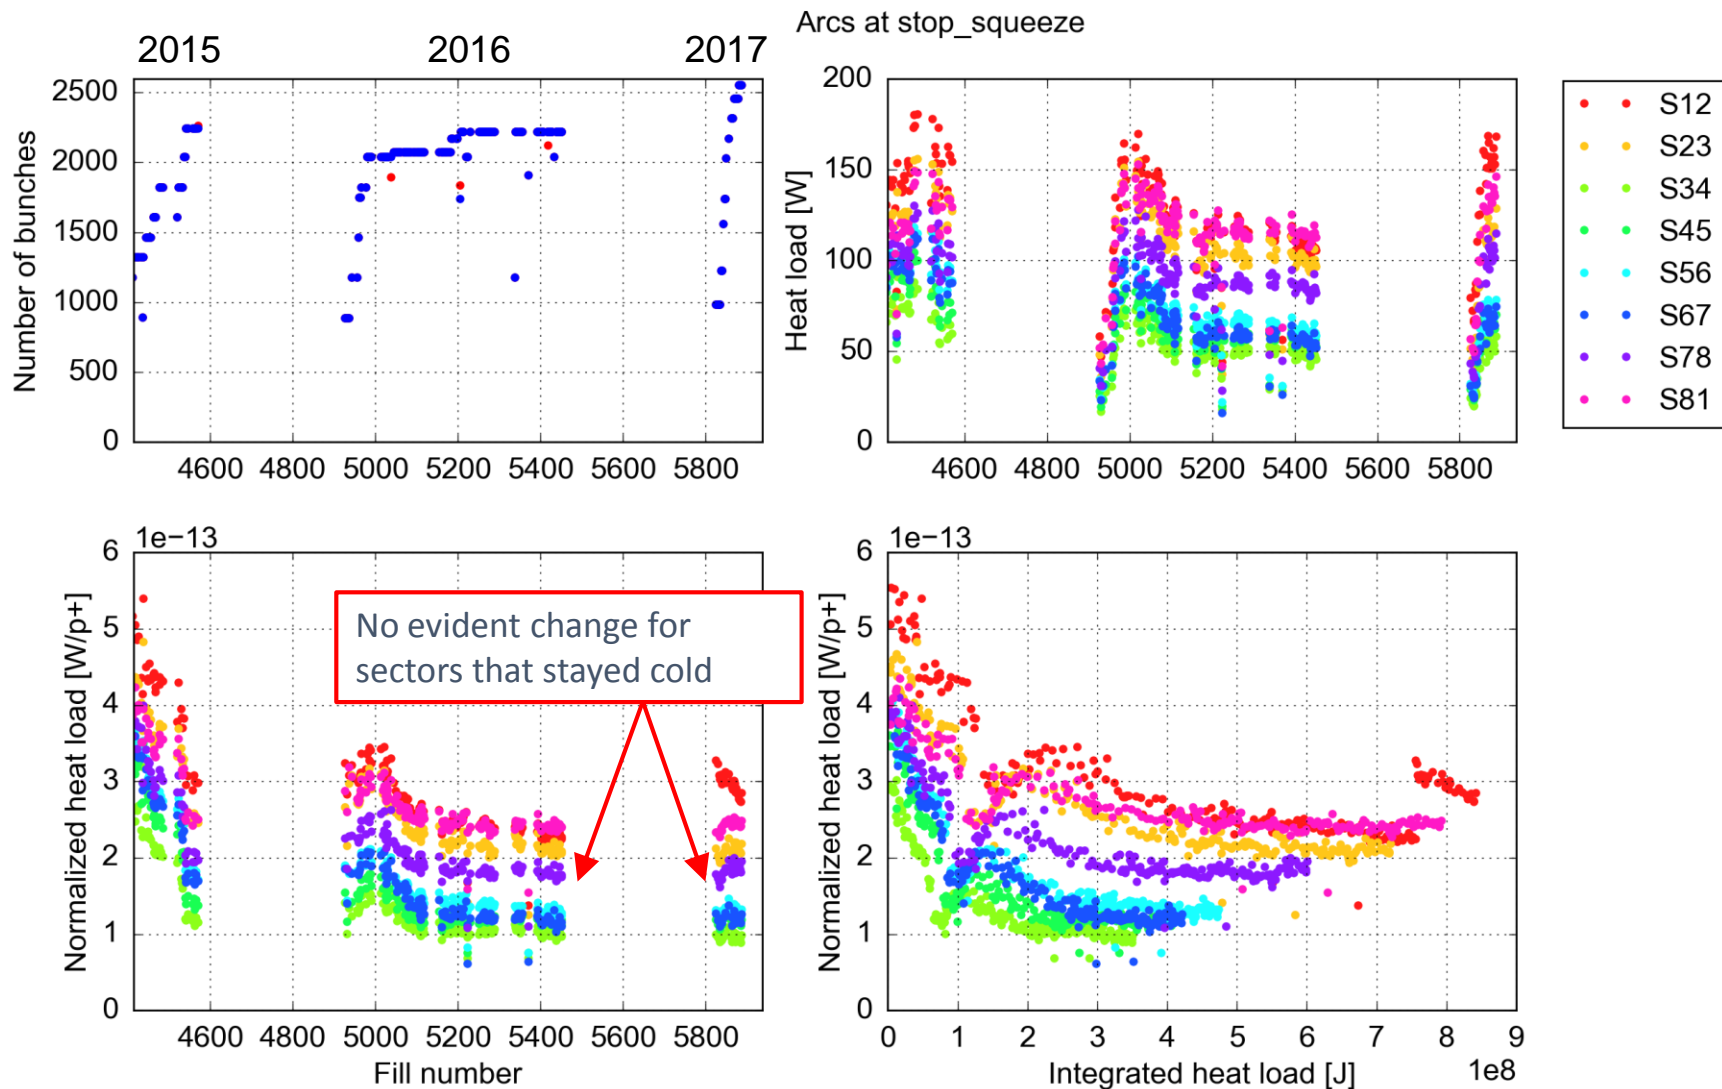 Arcs at stop_squeeze
2015 2016 2017
Number of bunches
2500
2000
1500
1000
500
0
4600 4800 5000 5200 5400 5600 5800
Heat load [W]
200
150
100
50
0
4600 4800 5000 5200 5400 5600 5800
S12
S23
S34
S45
S56
S67
S78
S81
1e−13
Normalized heat load [W/p+]
6
5
4
3
2
1
0
No evident change for
sectors that stayed cold
4600 4800 5000 5200 5400 5600 5800
Fill number
1e−13
Normalized heat load [W/p+]
6
5
4
3
2
1
0
0 1 2 3 4 5 6 7 8 9
Integrated heat load [J]
1e8